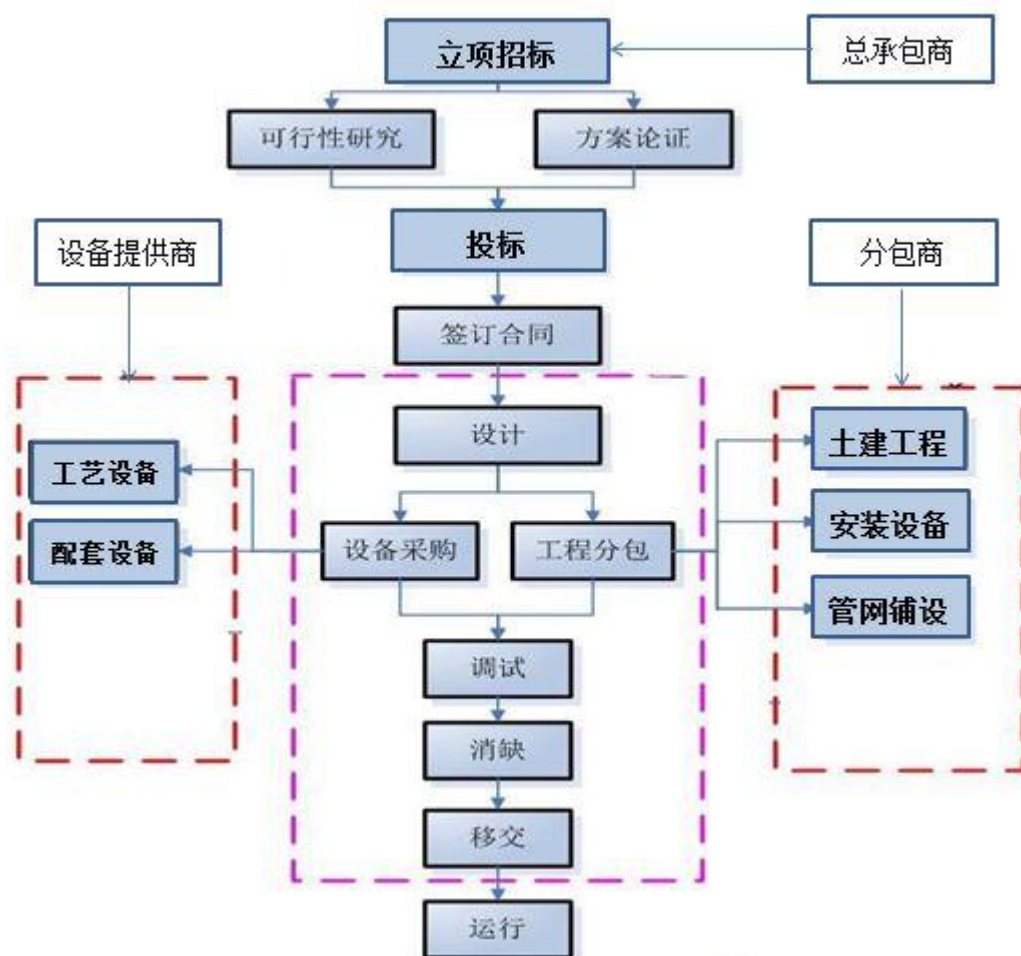 立项招标
总承包商
可行性研究
方案论证
投标
设备提供商
分包商
签订合同
设计
土建工程
工艺设备
安装设备
配套设备
设备采购
工程分包
管网铺设
调试
消缺
移交
运行